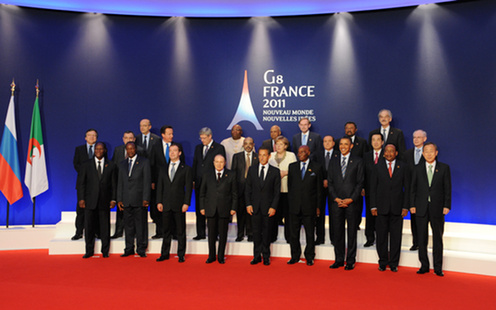 G8
FRANCE
2011
NOUVEAU MONDE
NOUVELLES IDÉES